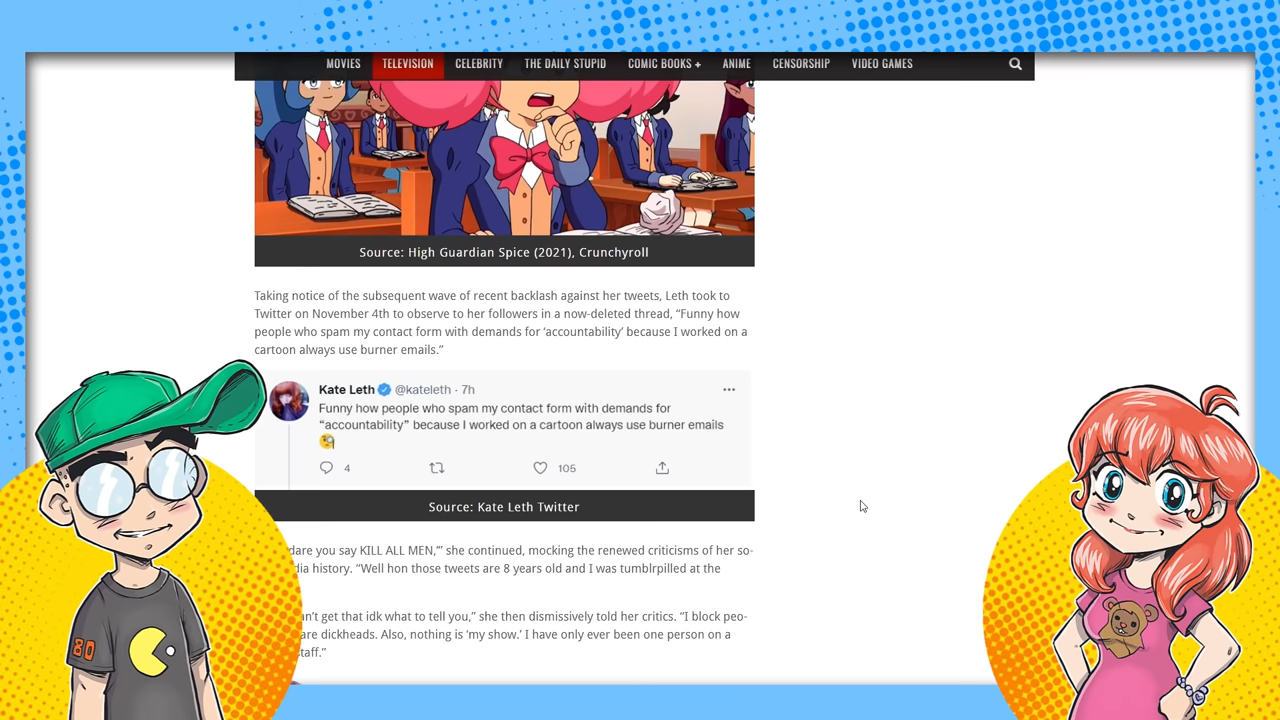 MOVIES TELEVISION CELEBRITY THE DAILY STUPID COMIC BOOKS + ANIME CENSORSHIP VIDEO GAMES
Source: High Guardian Spice (2021), Crunchyroll
Taking notice of the subsequent wave of recent backlash against her tweets, Leth took to
Twitter on November 4th to observe to her followers in a now-deleted thread, “Funny how
people who spam my contact form with demands for ‘accountability’ because I worked on a
cartoon always use burner emails.”
Kate Leth @kateleth · 7h
Funny how people who spam my contact form with demands for
“accountability” because I worked on a cartoon always use burner emails
🧐
4 105
Source: Kate Leth Twitter
dare you say KILL ALL MEN,’” she continued, mocking the renewed criticisms of her so-
dia history. “Well hon those tweets are 8 years old and I was tumblrpilled at the
an’t get that idk what to tell you,” she then dismissively told her critics. “I block peo-
are dickheads. Also, nothing is ‘my show.’ I have only ever been one person on a
staff.”
80